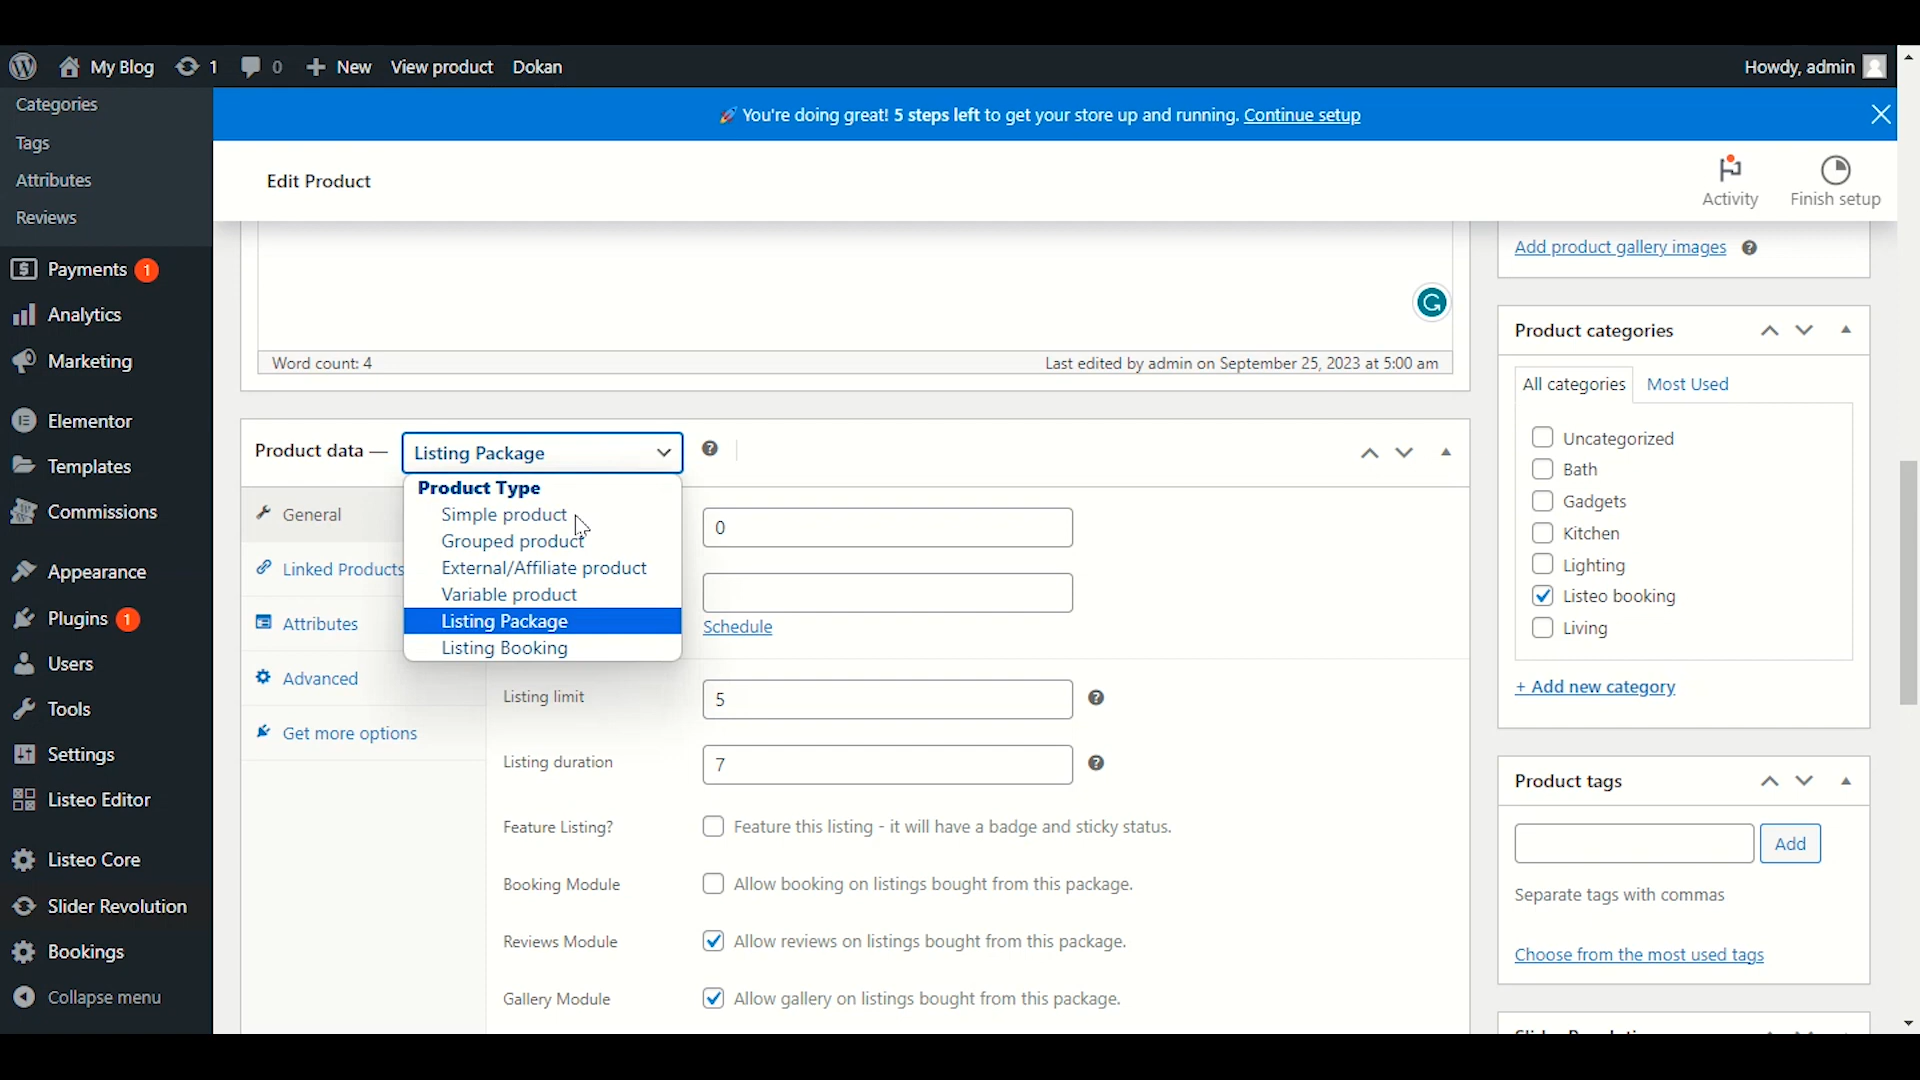 My Blog 1 0 + New View product Dokan Howdy, admin
Categories
Tags
Attributes
Reviews
Payments 1
Analytics
Marketing
Elementor
Templates
Commissions
Appearance
Plugins 1
Users
Tools
Settings
Listeo Editor
Listeo Core
Slider Revolution
Bookings
Collapse menu
🚀 You're doing great! 5 steps left to get your store up and running. Continue setup
Edit Product
Activity
Finish setup
Word count: 4 Last edited by admin on September 25, 2023 at 5:00 am
Product data — Listing Package
Product Type
Simple product
Grouped product
External/Affiliate product
Variable product
Listing Package
Listing Booking
General
Linked Products
Attributes
Advanced
Get more options
0
Schedule
Listing limit 5
Listing duration 7
Feature Listing? Feature this listing - it will have a badge and sticky status.
Booking Module Allow booking on listings bought from this package.
Reviews Module Allow reviews on listings bought from this package.
Gallery Module Allow gallery on listings bought from this package.
Add product gallery images
Product categories
All categories Most Used
Uncategorized
Bath
Gadgets
Kitchen
Lighting
Listeo booking
Living
+ Add new category
Product tags
Add
Separate tags with commas
Choose from the most used tags